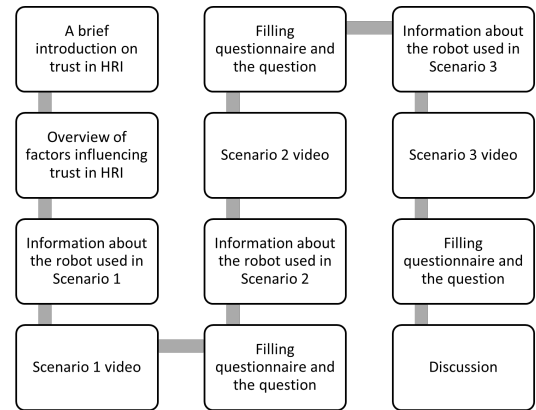 A brief
introduction on
trust in HRI
Overview of
factors influencing
trust in HRI
Information about
the robot used in
Scenario 1
Scenario 1 video
Filling
questionnaire and
the question
Information about
the robot used in
Scenario 2
Scenario 2 video
Filling
questionnaire and
the question
Information about
the robot used in
Scenario 3
Scenario 3 video
Filling
questionnaire and
the question
Discussion